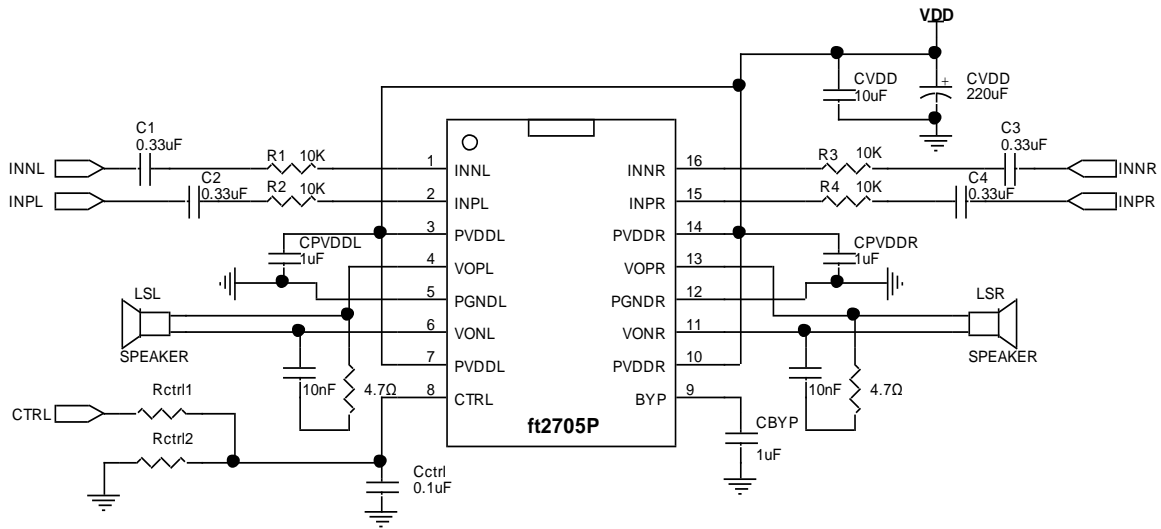 VDD
CVDD
10uF
CVDD
220uF
+
C1
0.33uF
C2
0.33uF
R1 10K
R2 10K
INNL
INPL
1 INNL
2 INPL
3 PVDDL
4 VOPL
5 PGNDL
6 VONL
7 PVDDL
8 CTRL
INNR 16
INPR 15
PVDDR 14
VOPR 13
PGNDR 12
VONR 11
PVDDR 10
BYP 9
ft2705P
R3 10K
R4 10K
C3
0.33uF
C4
0.33uF
INNR
INPR
CPVDDL
1uF
CPVDDR
1uF
LSL
SPEAKER
LSR
SPEAKER
10nF
4.7Ω
10nF
4.7Ω
CTRL
Rctrl1
Rctrl2
Cctrl
0.1uF
CBYP
1uF